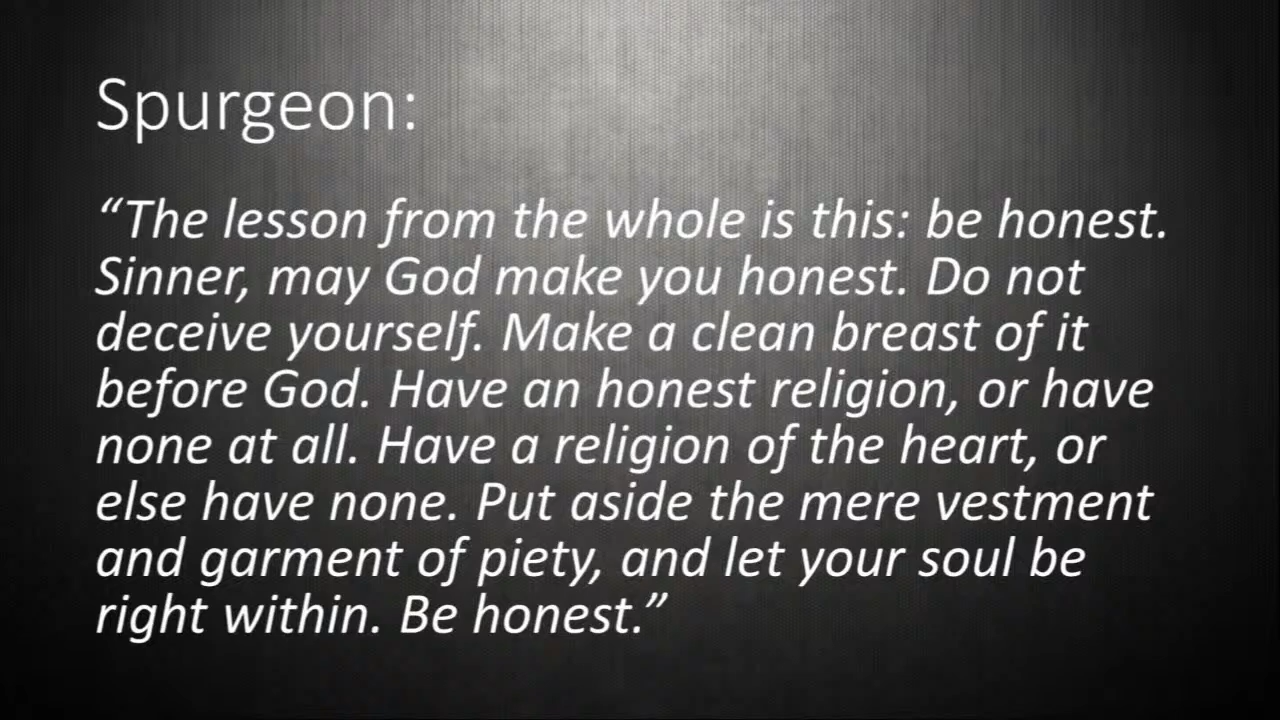 Spurgeon:
“The lesson from the whole is this: be honest.
Sinner, may God make you honest. Do not
deceive yourself. Make a clean breast of it
before God. Have an honest religion, or have
none at all. Have a religion of the heart, or
else have none. Put aside the mere vestment
and garment of piety, and let your soul be
right within. Be honest.”